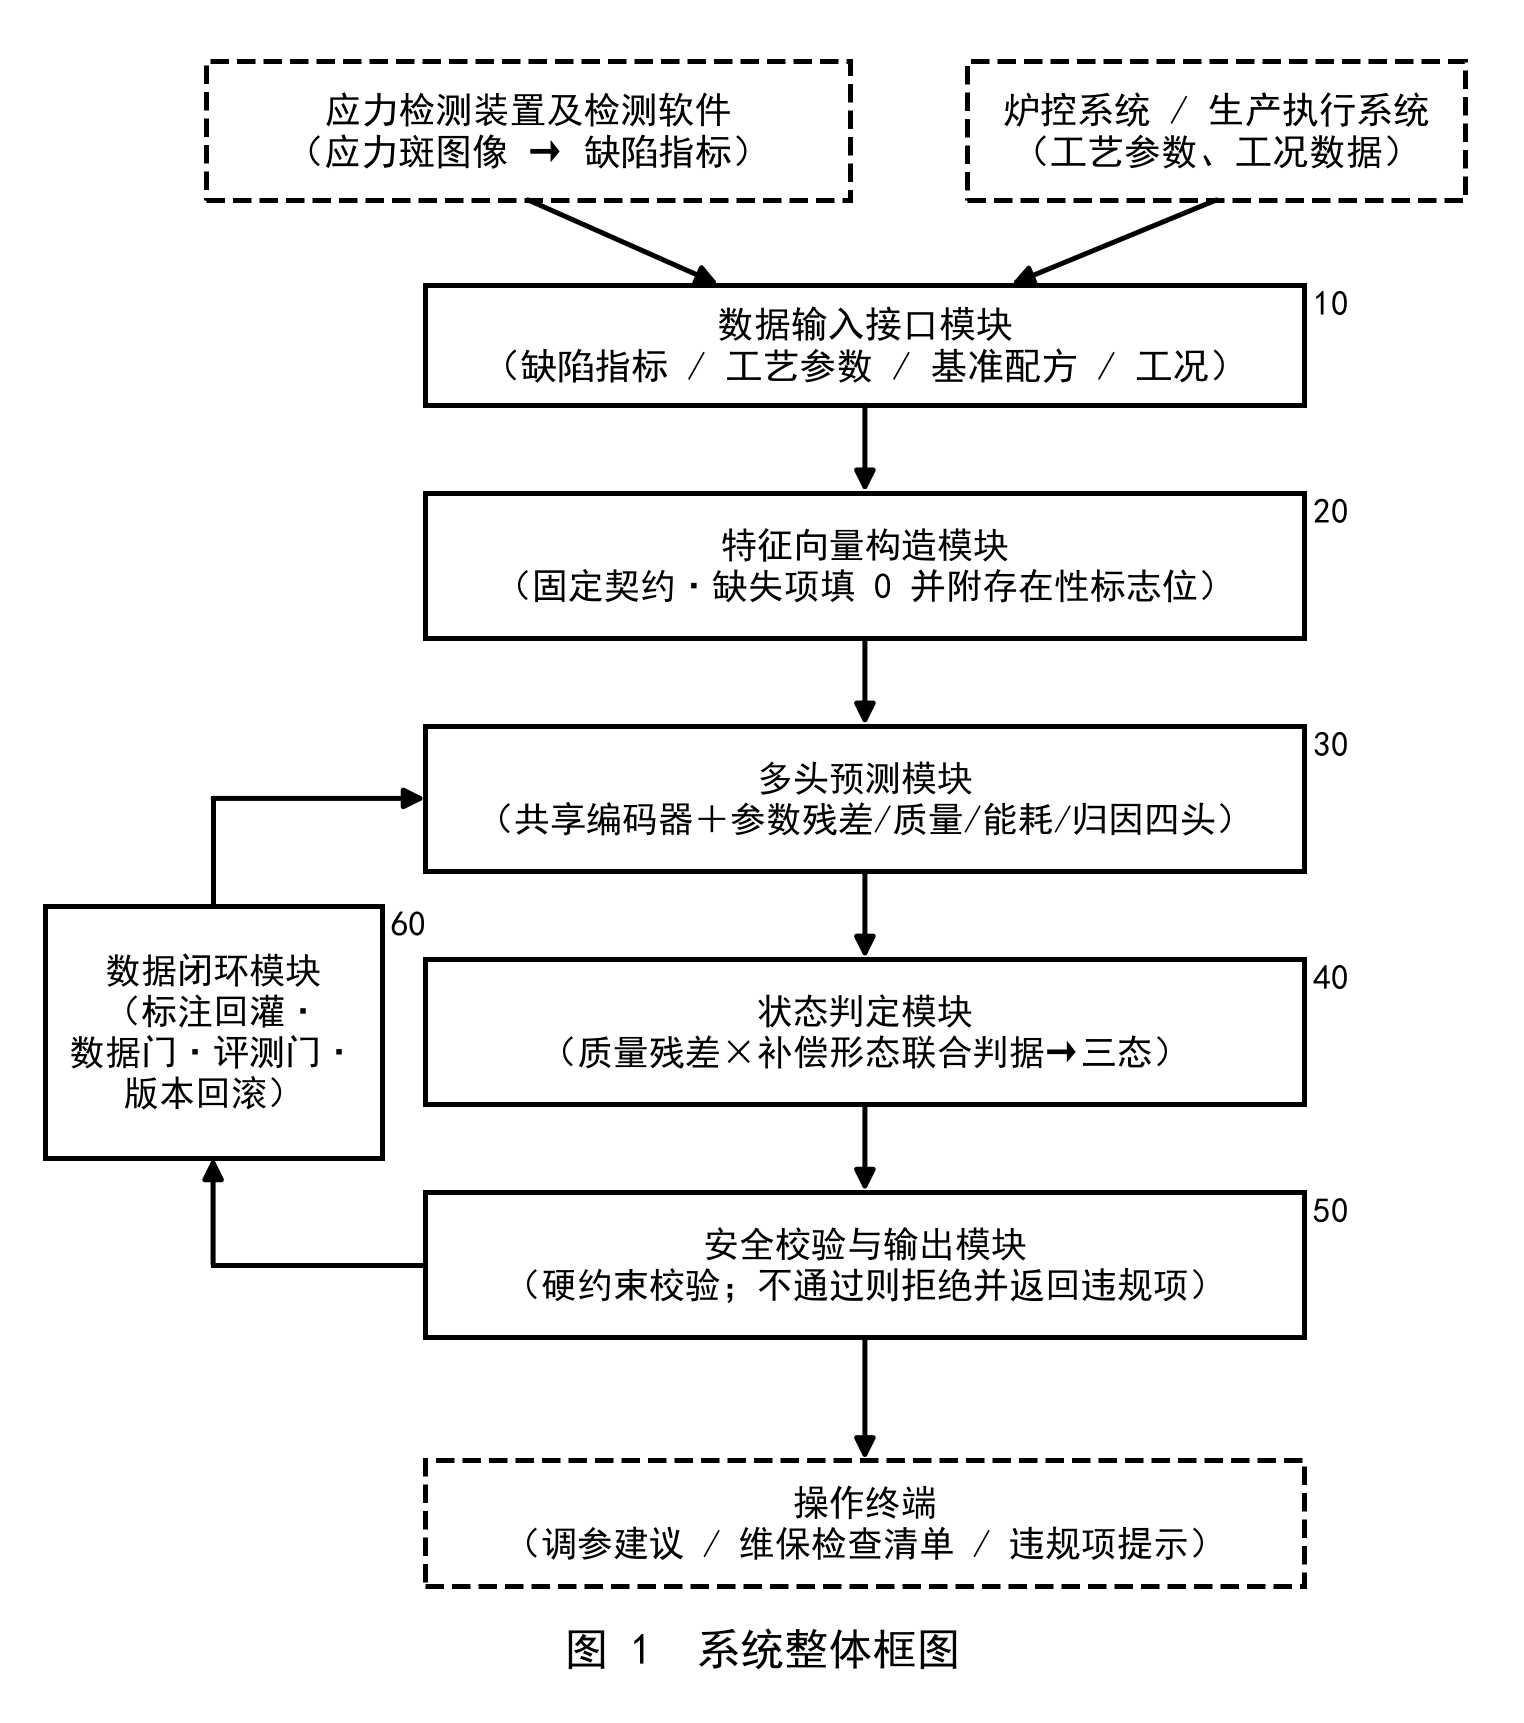 应力检测装置及检测软件
（应力斑图像 → 缺陷指标）
炉控系统 / 生产执行系统
（工艺参数、工况数据）
10
数据输入接口模块
（缺陷指标 / 工艺参数 / 基准配方 / 工况）
20
特征向量构造模块
（固定契约·缺失项填 0 并附存在性标志位）
30
多头预测模块
（共享编码器＋参数残差/质量/能耗/归因四头）
60
数据闭环模块
（标注回灌·
数据门·评测门·
版本回滚）
40
状态判定模块
（质量残差×补偿形态联合判据→三态）
50
安全校验与输出模块
（硬约束校验；不通过则拒绝并返回违规项）
操作终端
（调参建议 / 维保检查清单 / 违规项提示）
图 1  系统整体框图